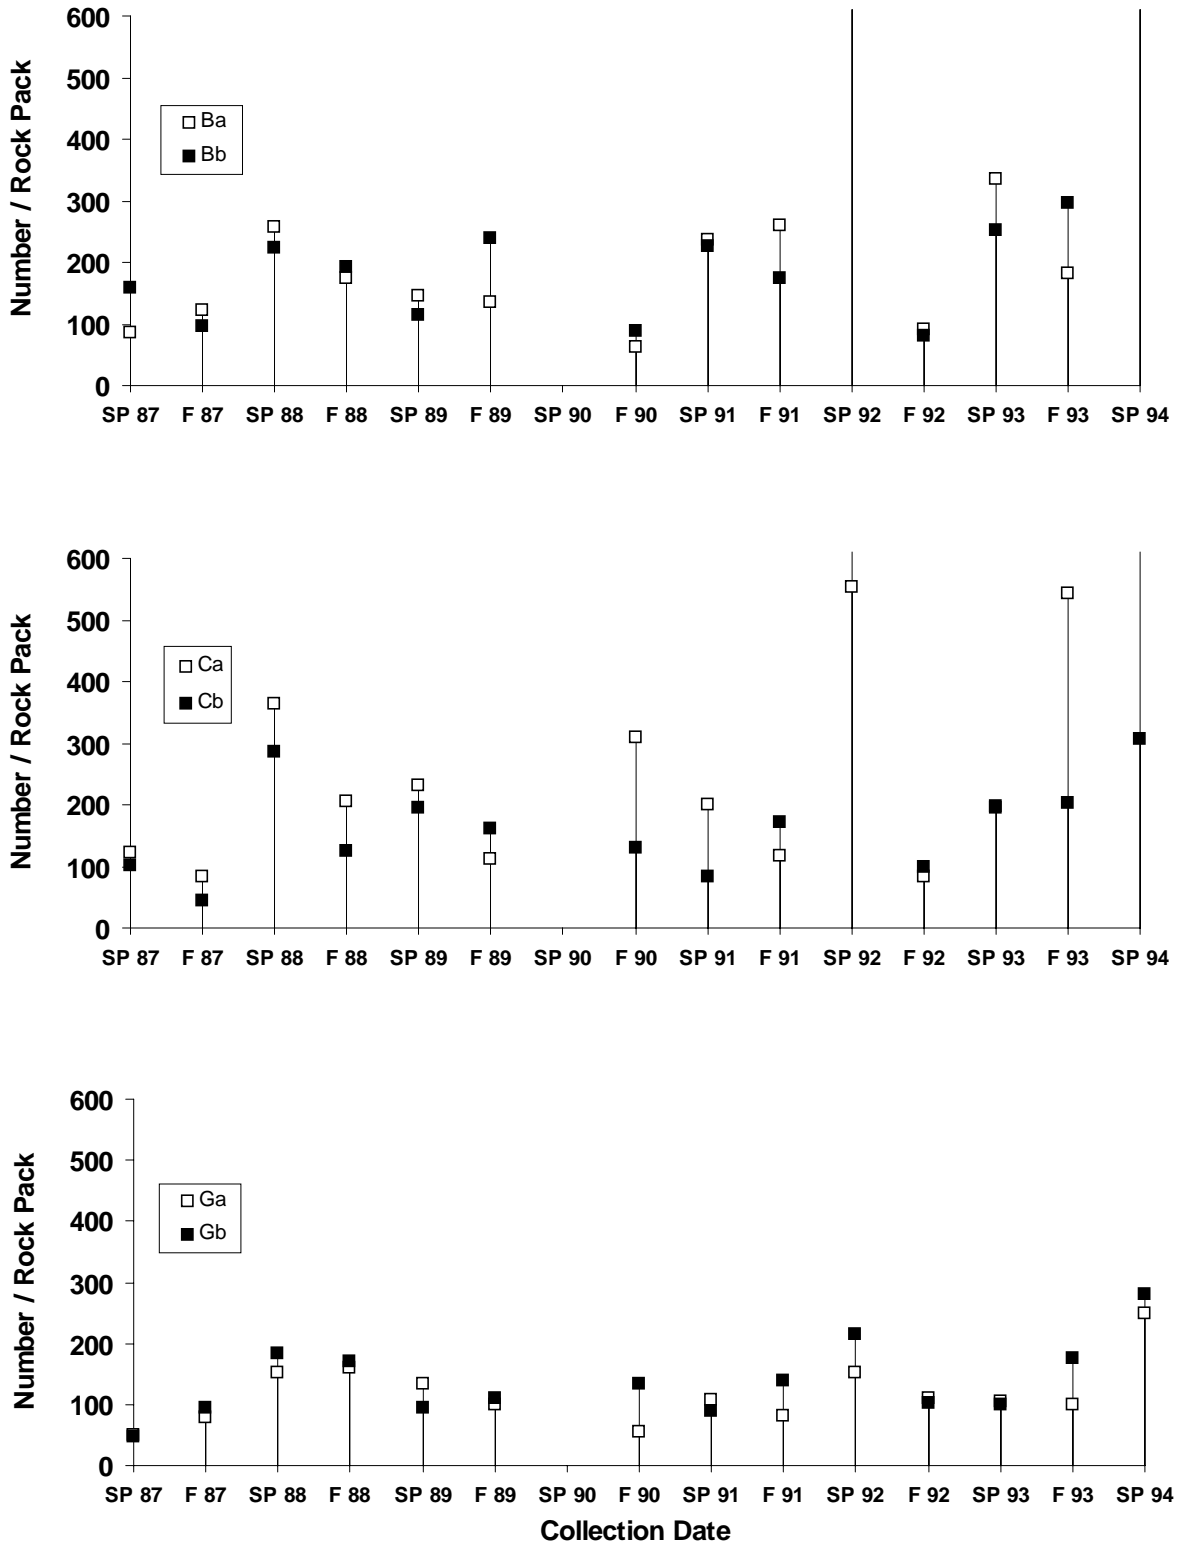 600
500
400
300
200
100
0
Number / Rock Pack
Ba
Bb
SP 87 F 87 SP 88 F 88 SP 89 F 89 SP 90 F 90 SP 91 F 91 SP 92 F 92 SP 93 F 93 SP 94
600
500
400
300
200
100
0
Number / Rock Pack
Ca
Cb
SP 87 F 87 SP 88 F 88 SP 89 F 89 SP 90 F 90 SP 91 F 91 SP 92 F 92 SP 93 F 93 SP 94
600
500
400
300
200
100
0
Number / Rock Pack
Ga
Gb
SP 87 F 87 SP 88 F 88 SP 89 F 89 SP 90 F 90 SP 91 F 91 SP 92 F 92 SP 93 F 93 SP 94
Collection Date